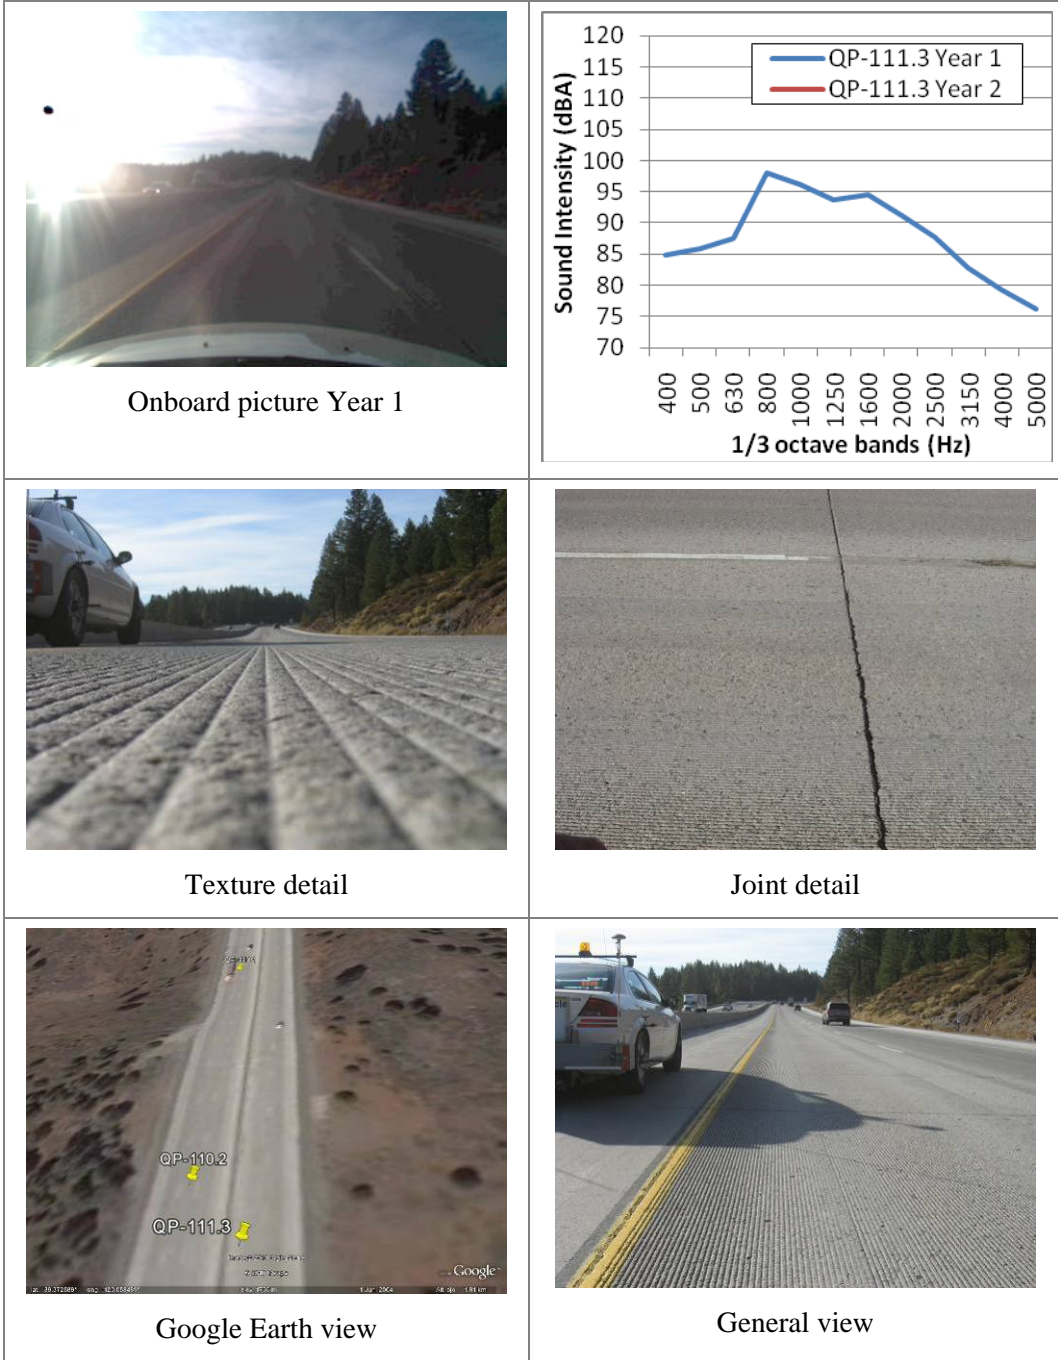 Onboard picture Year 1
Sound Intensity (dBA)
120
115
110
105
100
95
90
85
80
75
70
QP-111.3 Year 1
QP-111.3 Year 2
400
500
630
800
1000
1250
1600
2000
2500
3150
4000
5000
1/3 octave bands (Hz)
Texture detail
Joint detail
QP-110.2
QP-111.3
Google
Google Earth view
General view